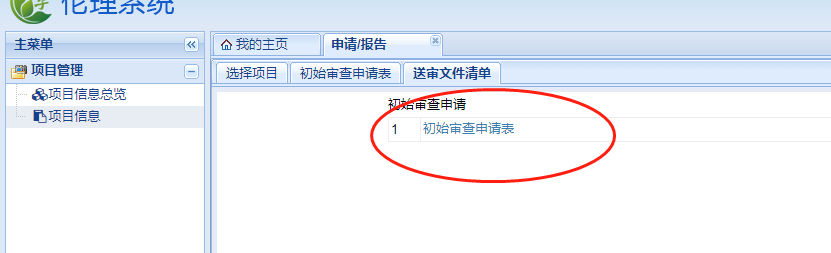 伦理系统
主菜单
我的主页
申请/报告
项目管理
选择项目
初始审查申请表
送审文件清单
项目信息总览
项目信息
初始审查申请
1
初始审查申请表